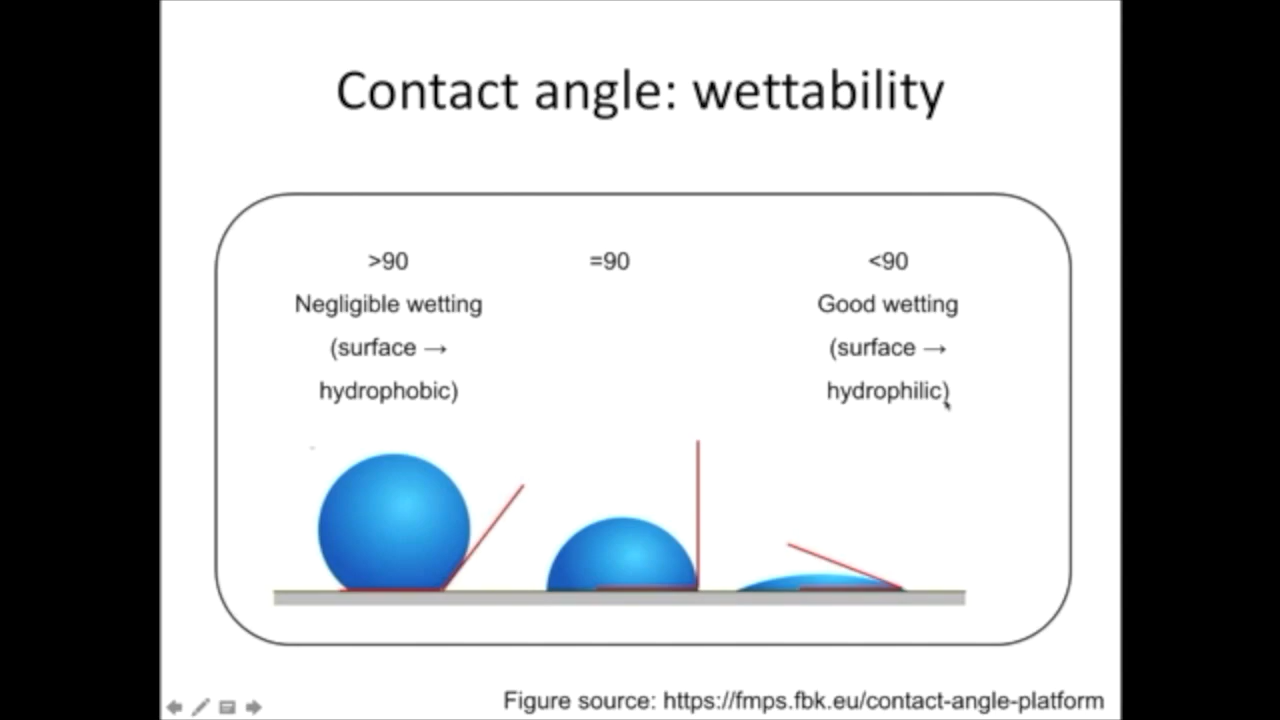 Contact angle: wettability
>90
Negligible wetting
(surface →
hydrophobic)
=90
<90
Good wetting
(surface →
hydrophilic)
Figure source: https://fmps.fbk.eu/contact-angle-platform